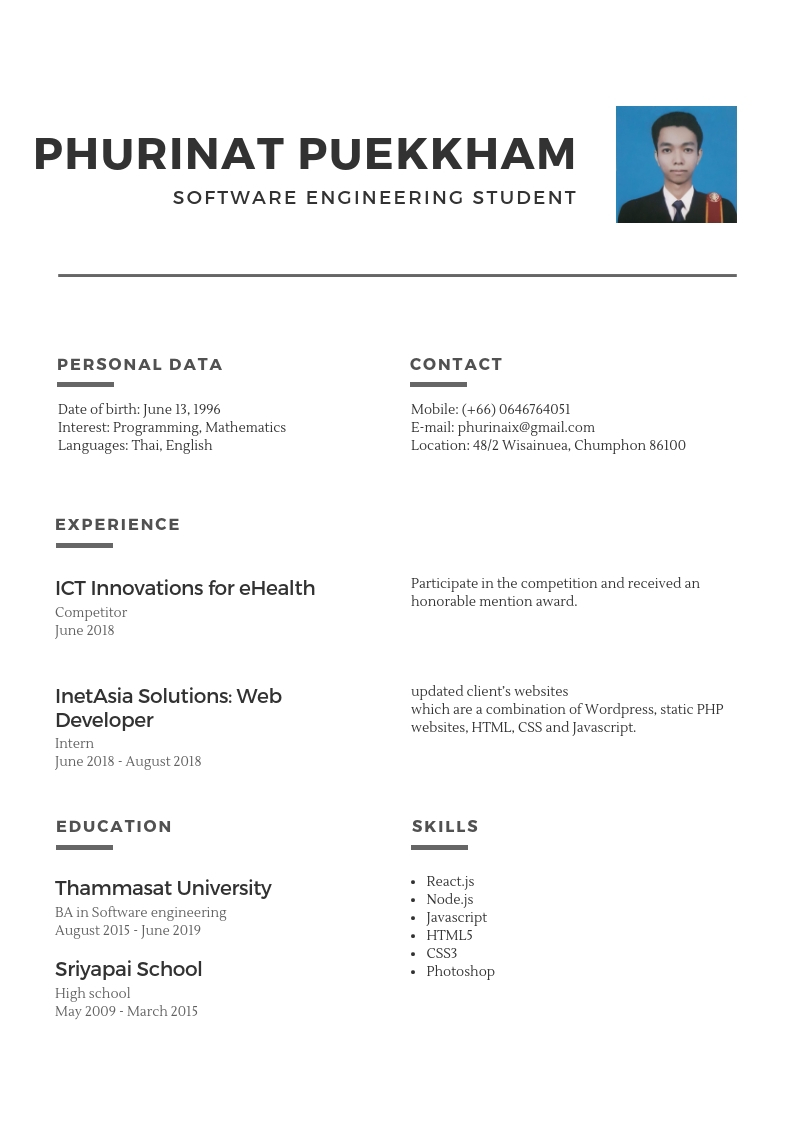 PHURINAT PUEKKHAM
SOFTWARE ENGINEERING STUDENT
PERSONAL DATA
Date of birth: June 13, 1996
Interest: Programming, Mathematics
Languages: Thai, English
CONTACT
Mobile: (+66) 0646764051
E-mail: phurinaix@gmail.com
Location: 48/2 Wisainuea, Chumphon 86100
EXPERIENCE
ICT Innovations for eHealth
Competitor
June 2018
Participate in the competition and received an
honorable mention award.
InetAsia Solutions: Web
Developer
Intern
June 2018 - August 2018
updated client's websites
which are a combination of Wordpress, static PHP
websites, HTML, CSS and Javascript.
EDUCATION
Thammasat University
BA in Software engineering
August 2015 - June 2019
Sriyapai School
High school
May 2009 - March 2015
SKILLS
• React.js
• Node.js
• Javascript
• HTML5
• CSS3
• Photoshop